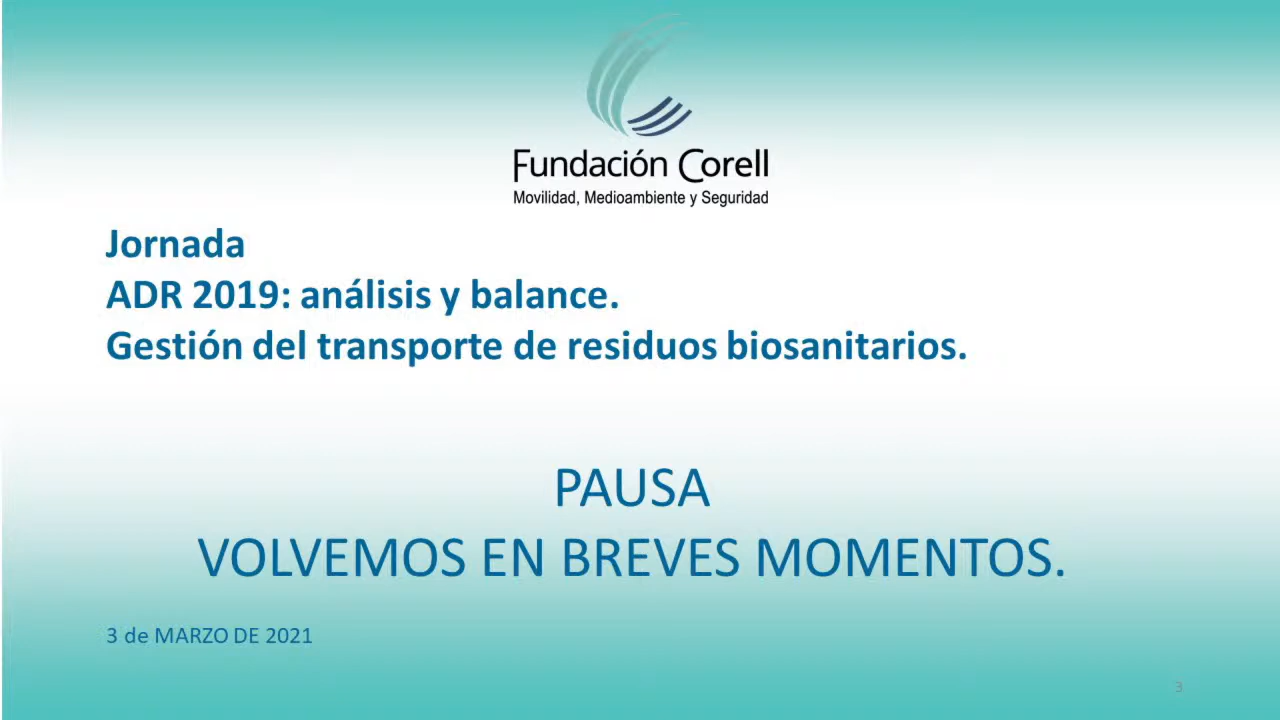 Fundación Corell
Movilidad, Medioambiente y Seguridad
Jornada
ADR 2019: análisis y balance.
Gestión del transporte de residuos biosanitarios.
PAUSA
VOLVEMOS EN BREVES MOMENTOS.
3 de MARZO DE 2021
3